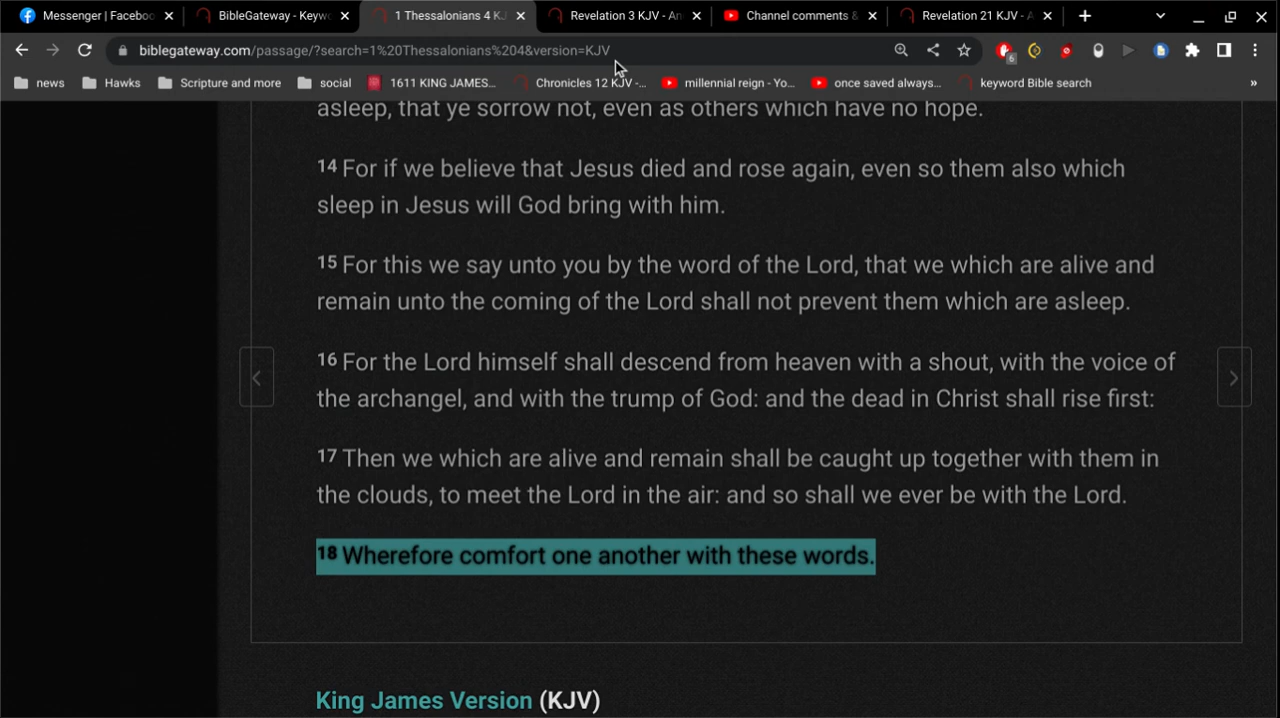 Messenger | Faceboo
BibleGateway - Keyw
1 Thessalonians 4 KJ
Revelation 3 KJV - An
Channel comments &
Revelation 21 KJV - A
biblegateway.com/passage/?search=1%20Thessalonians%204&version=KJV
6
news
Hawks
Scripture and more
social
1611 KING JAMES...
Chronicles 12 KJV -...
millennial reign - Yo...
once saved always...
keyword Bible search
»
asleep, that ye sorrow not, even as others which have no hope.
14 For if we believe that Jesus died and rose again, even so them also which
sleep in Jesus will God bring with him.
15 For this we say unto you by the word of the Lord, that we which are alive and
remain unto the coming of the Lord shall not prevent them which are asleep.
16 For the Lord himself shall descend from heaven with a shout, with the voice of
the archangel, and with the trump of God: and the dead in Christ shall rise first:
17 Then we which are alive and remain shall be caught up together with them in
the clouds, to meet the Lord in the air: and so shall we ever be with the Lord.
18 Wherefore comfort one another with these words.
King James Version (KJV)